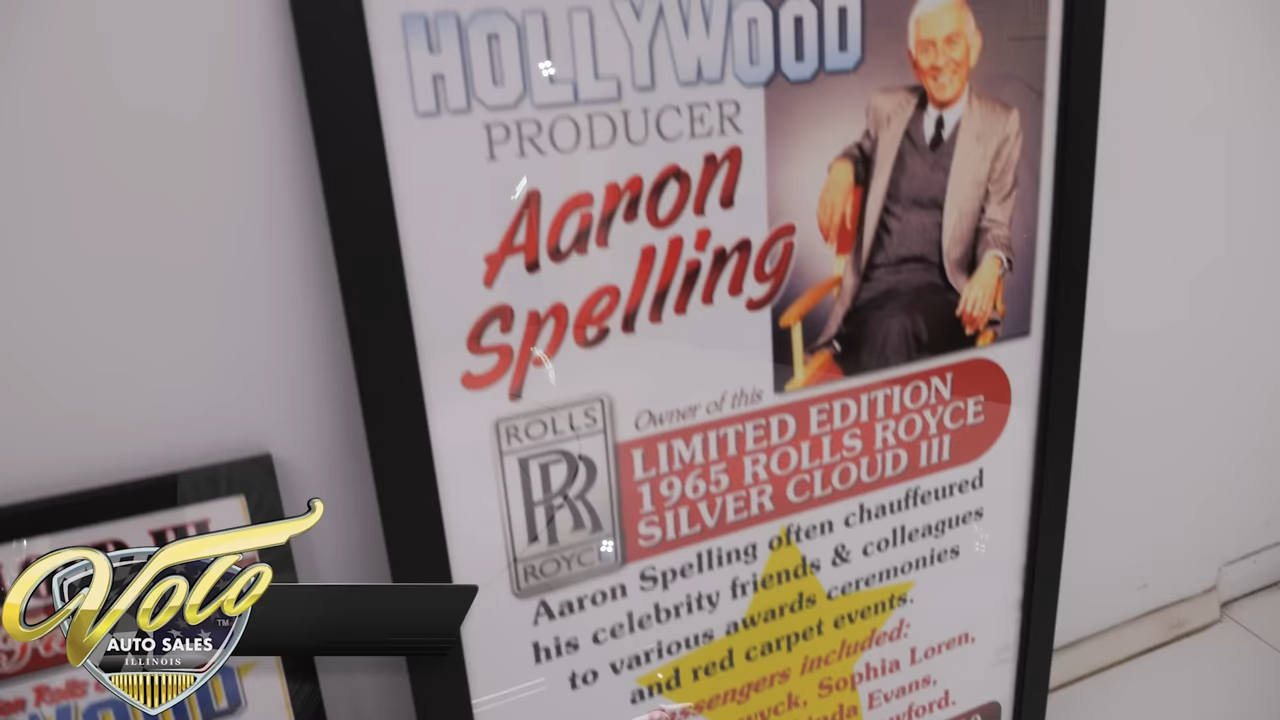 HOLLYWOOD
PRODUCER
Aaron
Spelling
ROLLS
RR
ROYCE
Owner of this
LIMITED EDITION
1965 ROLLS ROYCE
SILVER CLOUD III
Aaron Spelling often chauffeured
his celebrity friends & colleagues
to various awards ceremonies
and red carpet events.
included:
Sophia Loren,
Evans,
Volo
TM
AUTO SALES
ILLINOIS